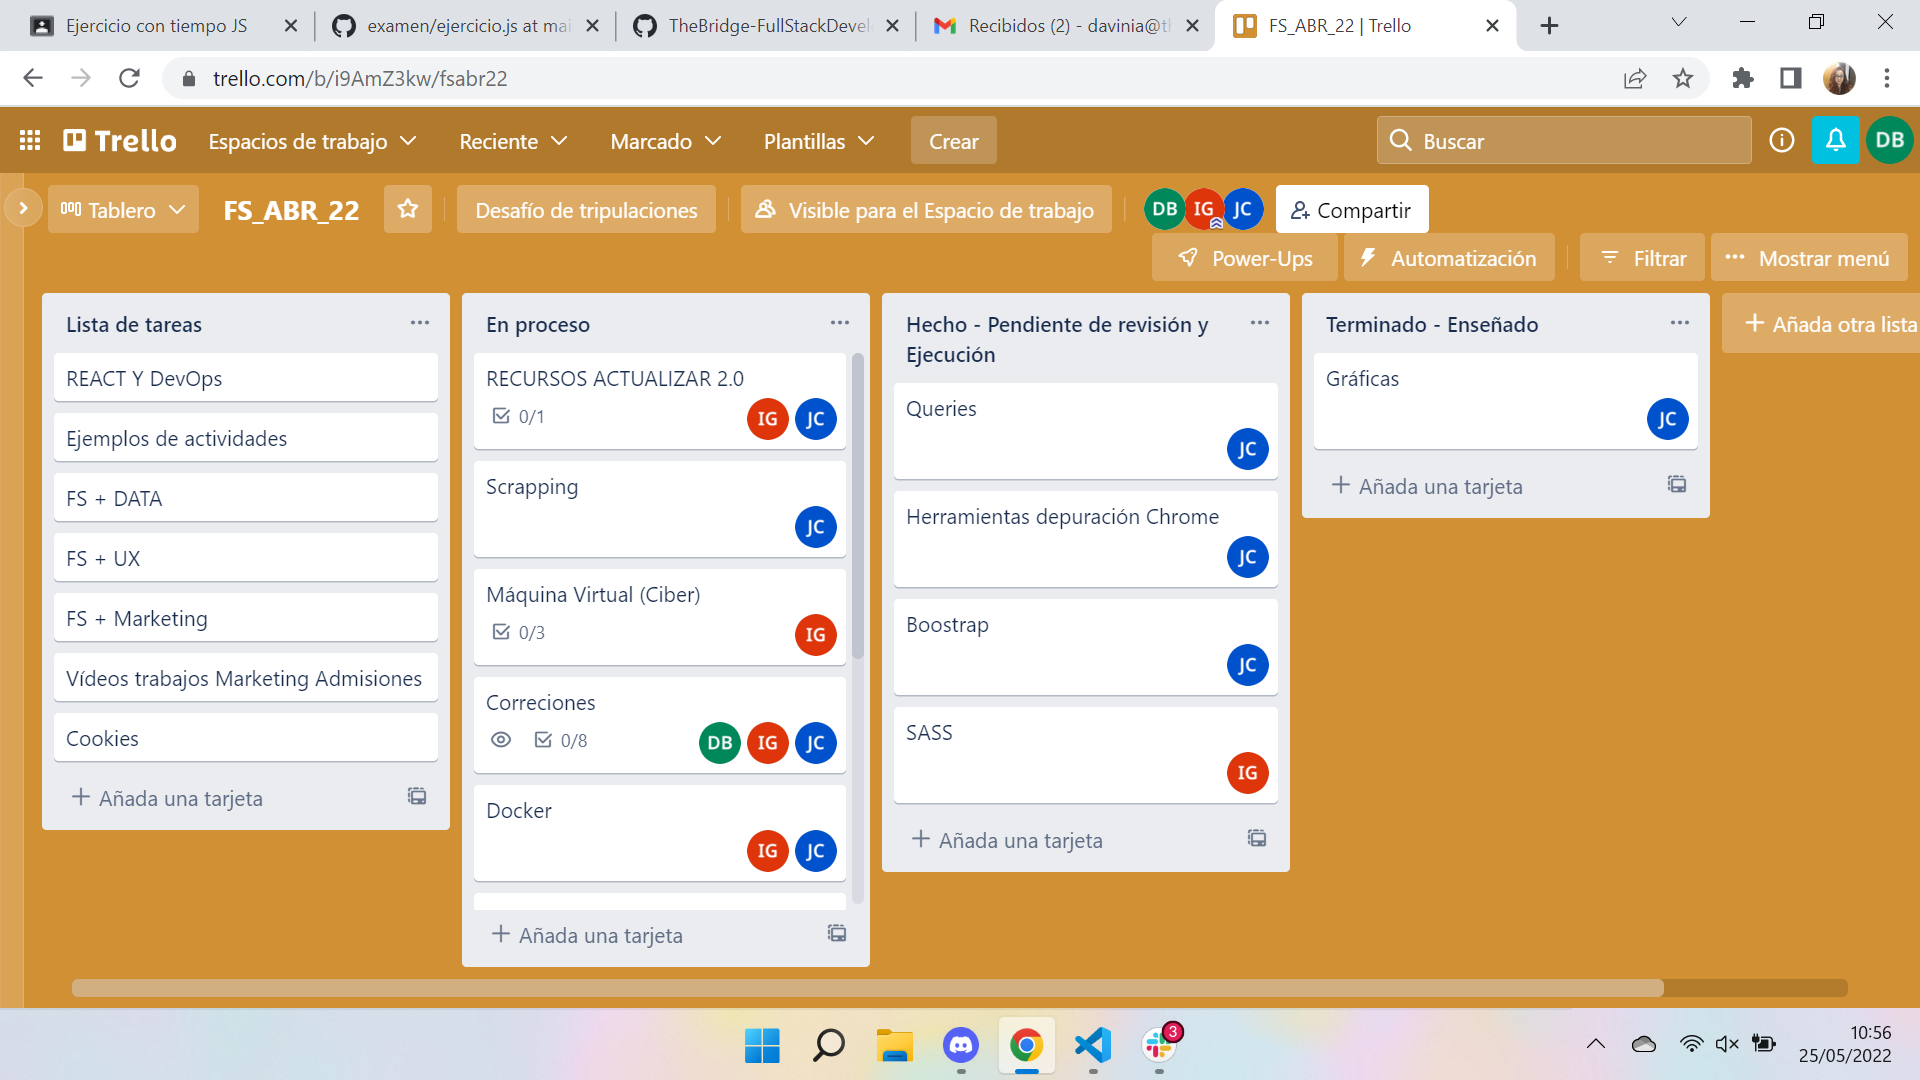 Ejercicio con tiempo JS
examen/ejercicio.js at mai
TheBridge-FullStackDevel
Recibidos (2) - davinia@th
FS_ABR_22 | Trello
trello.com/b/i9AmZ3kw/fsabr22
Trello
Espacios de trabajo
Reciente
Marcado
Plantillas
Crear
Buscar
DB
Tablero
FS_ABR_22
Desafío de tripulaciones
Visible para el Espacio de trabajo
DB
IG
JC
Compartir
Power-Ups
Automatización
Filtrar
Mostrar menú
Lista de tareas
REACT Y DevOps
Ejemplos de actividades
FS + DATA
FS + UX
FS + Marketing
Vídeos trabajos Marketing Admisiones
Cookies
Añada una tarjeta
En proceso
RECURSOS ACTUALIZAR 2.0
0/1
IG
JC
Scrapping
JC
Máquina Virtual (Ciber)
0/3
IG
Correciones
0/8
DB
IG
JC
Docker
IG
JC
Añada una tarjeta
Hecho - Pendiente de revisión y
Ejecución
Queries
JC
Herramientas depuración Chrome
JC
Boostrap
JC
SASS
IG
Añada una tarjeta
Terminado - Enseñado
Gráficas
JC
Añada una tarjeta
Añada otra lista
3
10:56
25/05/2022